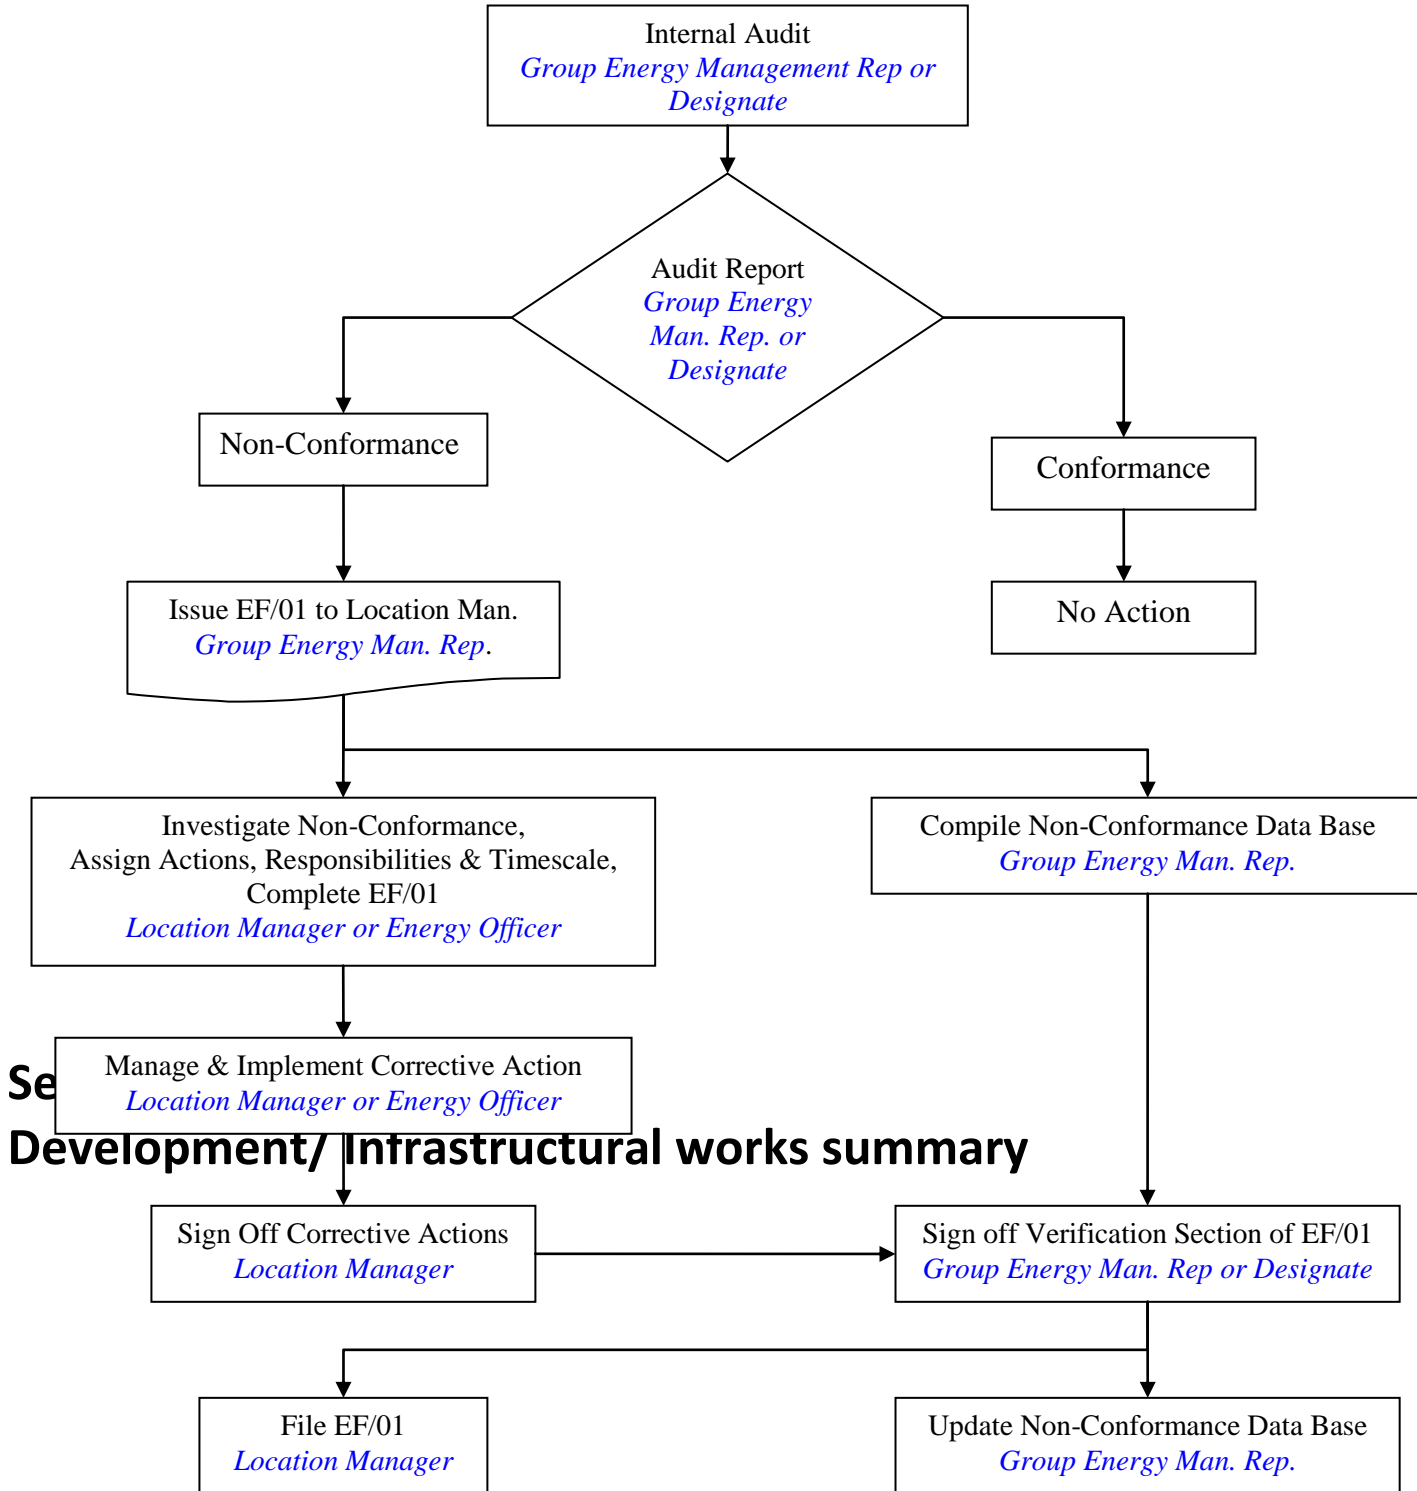 Internal Audit
Group Energy Management Rep or
Designate
Audit Report
Group Energy
Man. Rep. or
Designate
Non-Conformance
Conformance
Issue EF/01 to Location Man.
Group Energy Man. Rep.
No Action
Investigate Non-Conformance,
Assign Actions, Responsibilities & Timescale,
Complete EF/01
Location Manager or Energy Officer
Compile Non-Conformance Data Base
Group Energy Man. Rep.
Manage & Implement Corrective Action
Location Manager or Energy Officer
Development/ Infrastructural works summary
Sign Off Corrective Actions
Location Manager
Sign off Verification Section of EF/01
Group Energy Man. Rep or Designate
File EF/01
Location Manager
Update Non-Conformance Data Base
Group Energy Man. Rep.